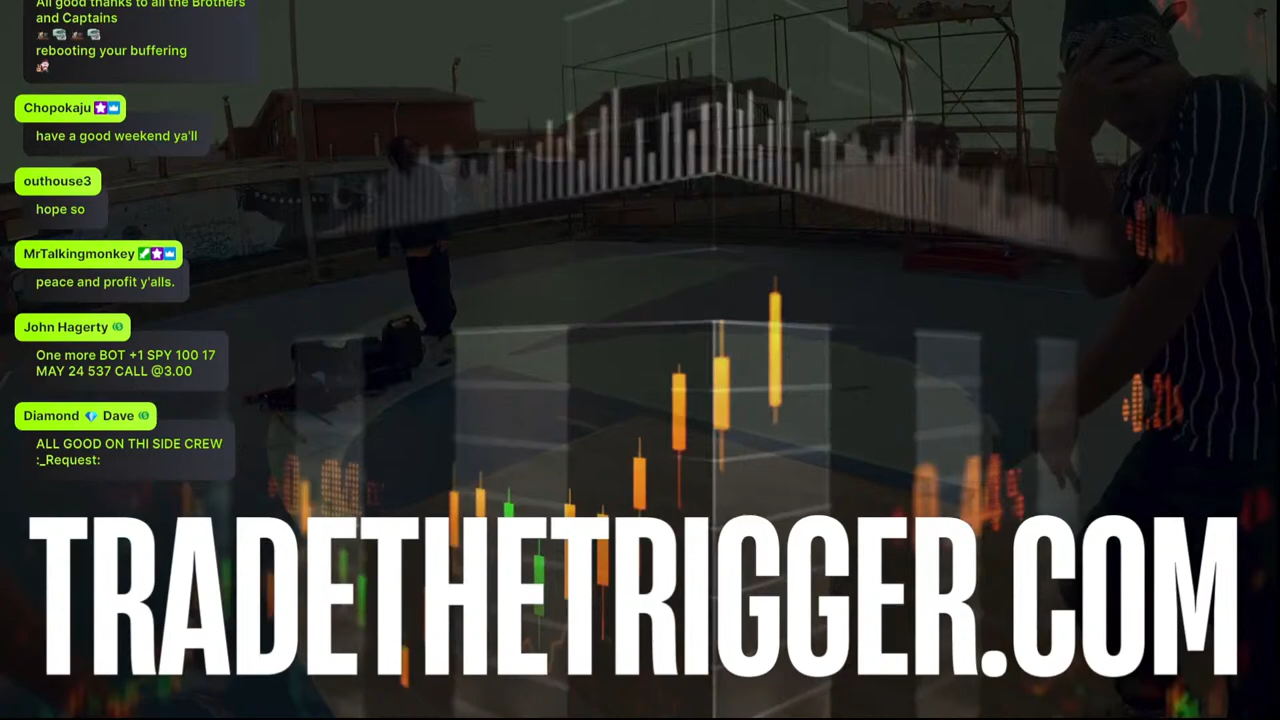 All good thanks to all the Brothers
and Captains
rebooting your buffering
Chopokaju
have a good weekend ya'll
outhouse3
hope so
MrTalkingmonkey
peace and profit y'alls.
John Hagerty
One more BOT +1 SPY 100 17
MAY 24 537 CALL @3.00
Diamond 💎 Dave
ALL GOOD ON THI SIDE CREW
:_Request:
TRADETHETRIGGER.COM